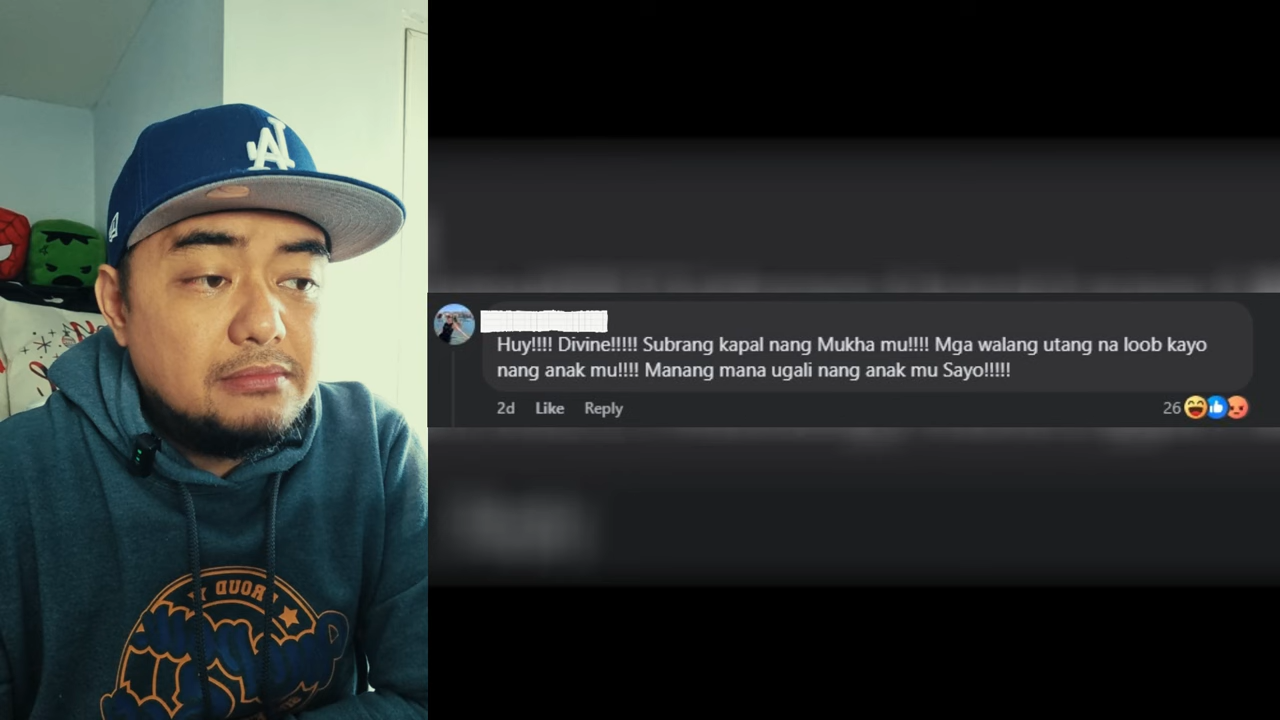 LA
Huy!!!! Divine!!!!! Subrang kapal nang Mukha mu!!!! Mga walang utang na loob kayo
nang anak mu!!!! Manang mana ugali nang anak mu Sayo!!!!!
2d Like Reply 26